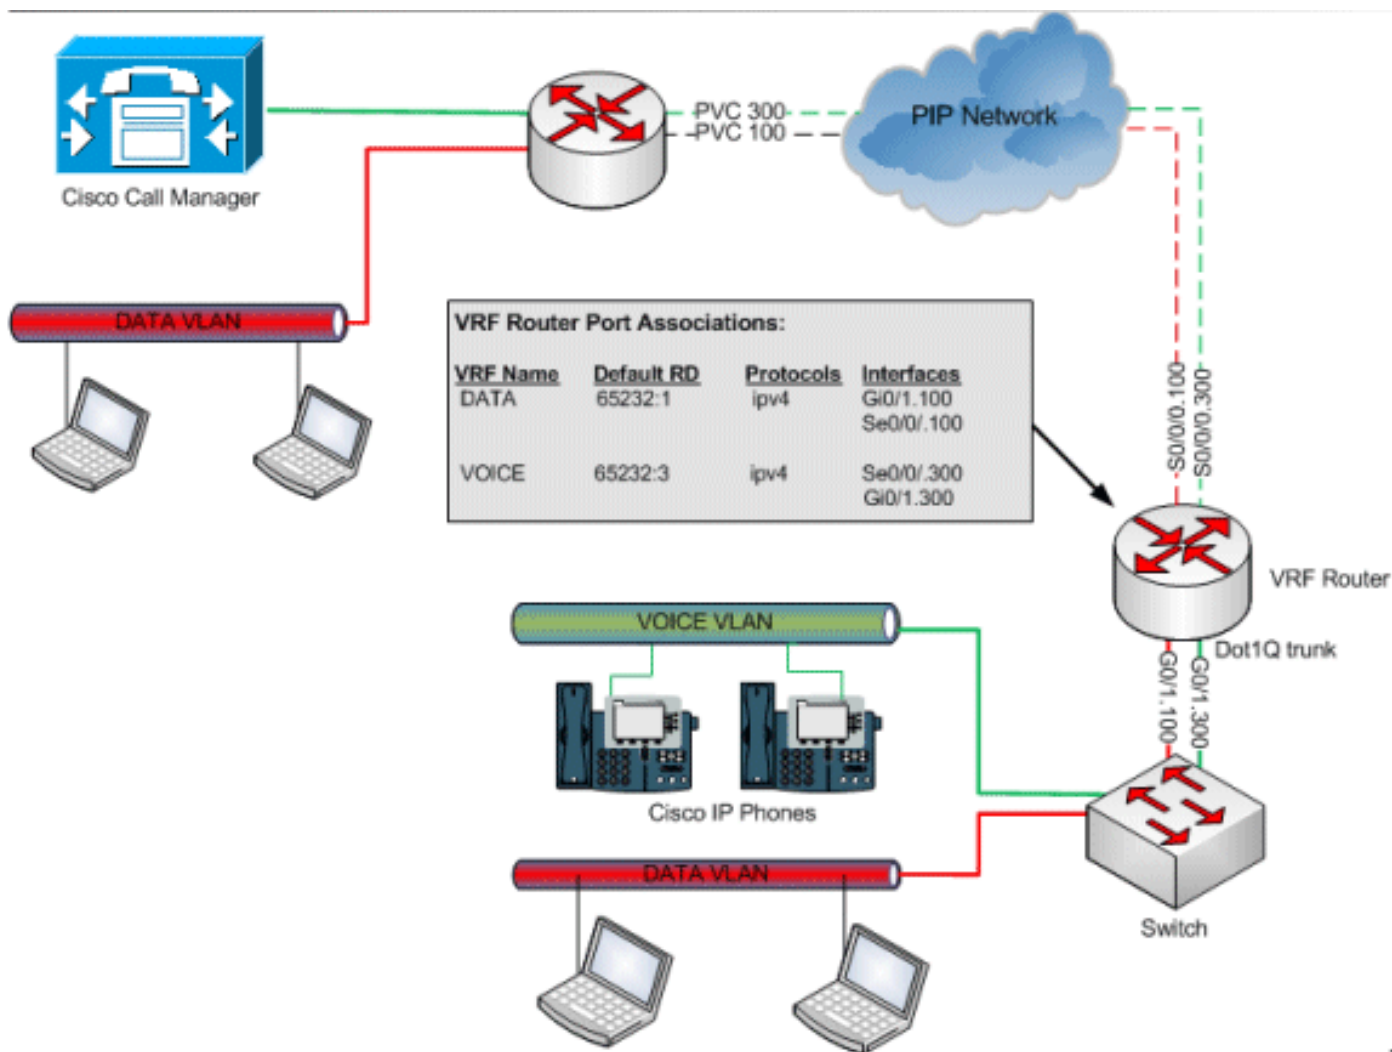 Cisco Call Manager
PVC 300
PVC 100
PIP Network
DATA VLAN
VRF Router Port Associations:
VRF Name Default RD Protocols Interfaces
DATA 65232:1 ipv4 Gi0/1.100
Se0/0/.100
VOICE 65232:3 ipv4 Se0/0/.300
Gi0/1.300
S0/0/0.100
S0/0/0.300
VRF Router
Dot1Q trunk
G0/1.100
G0/1.300
VOICE VLAN
Cisco IP Phones
DATA VLAN
Switch